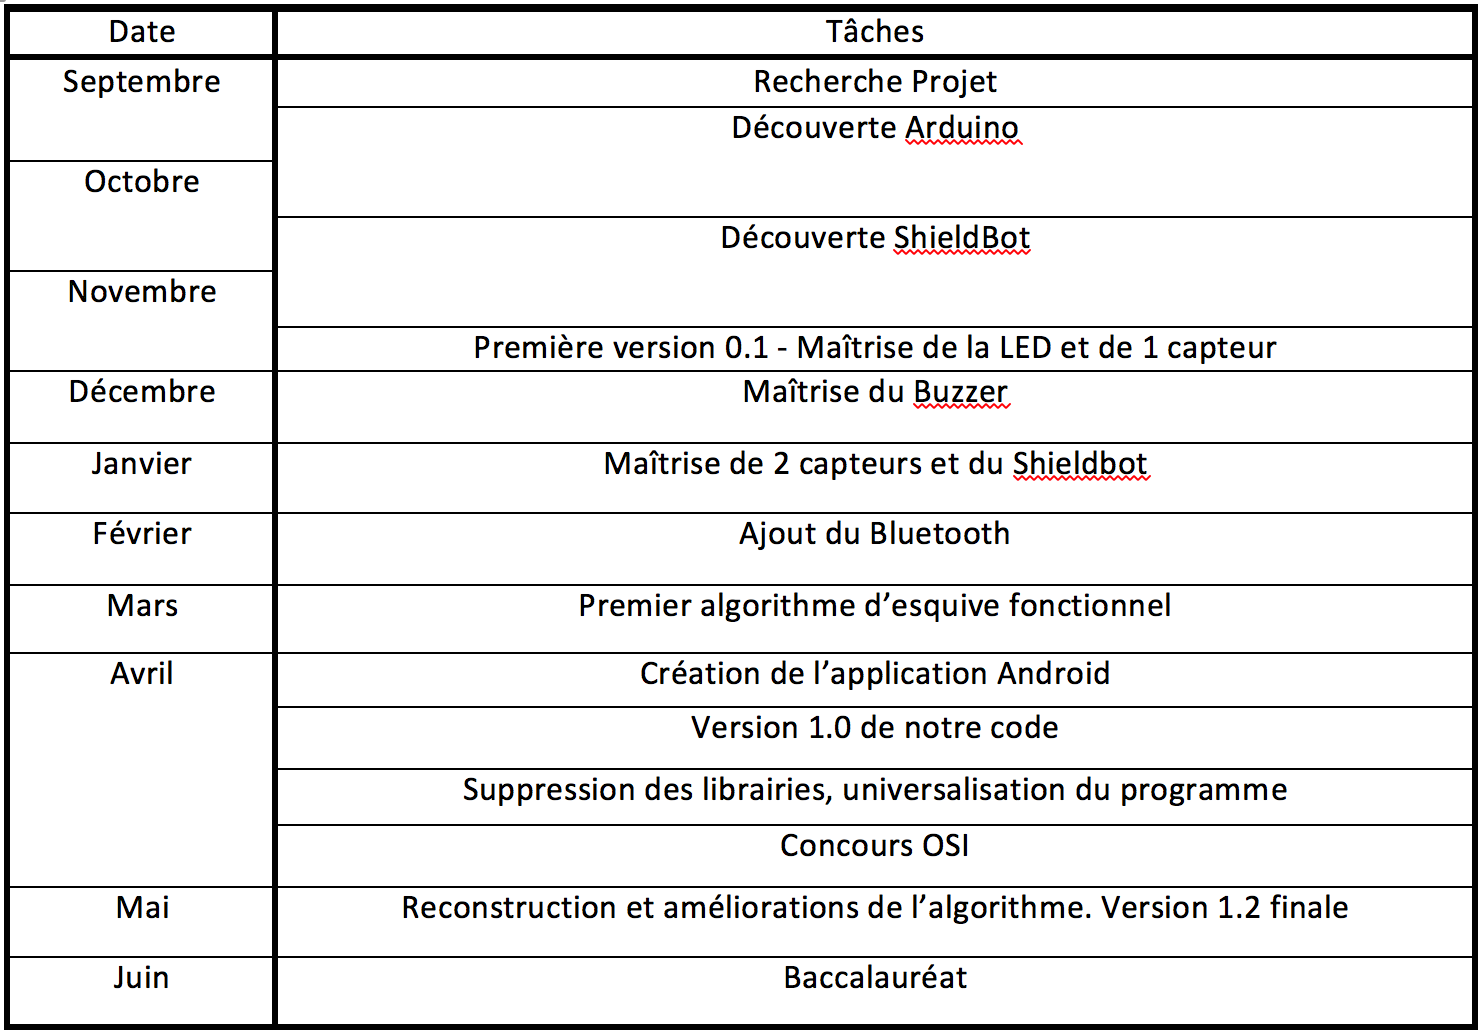 Date Tâches
Septembre Recherche Projet
Découverte Arduino
Octobre
Découverte ShieldBot
Novembre
Première version 0.1 - Maîtrise de la LED et de 1 capteur
Décembre Maîtrise du Buzzer
Janvier Maîtrise de 2 capteurs et du Shieldbot
Février Ajout du Bluetooth
Mars Premier algorithme d’esquive fonctionnel
Avril Création de l’application Android
Version 1.0 de notre code
Suppression des librairies, universalisation du programme
Concours OSI
Mai Reconstruction et améliorations de l’algorithme. Version 1.2 finale
Juin Baccalauréat